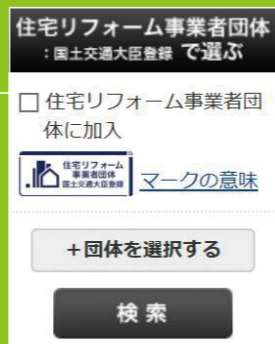 住宅リフォーム事業者団体
：国土交通大臣登録 で選ぶ
□ 住宅リフォーム事業者団
体に加入
住宅リフォーム
事業者団体
国土交通大臣登録
マークの意味
＋団体を選択する
検 索